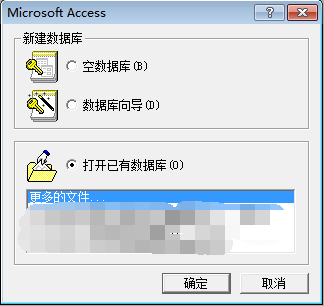 Microsoft Access
新建数据库
空数据库(B)
数据库向导(D)
打开已有数据库(O)
更多的文件...
...
确定
取消